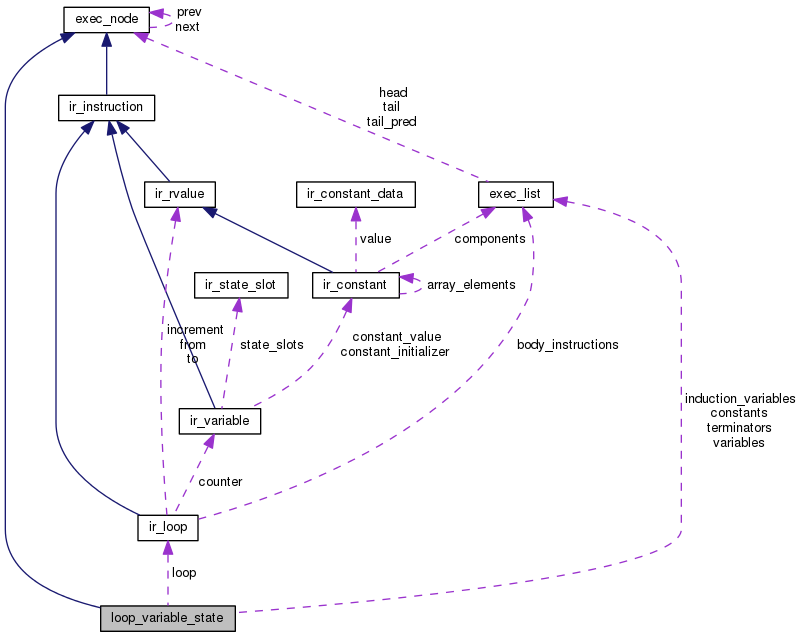 exec_node
prev
next
head
tail
tail_pred
ir_instruction
ir_rvalue
ir_constant_data
exec_list
value
components
ir_state_slot
ir_constant
array_elements
increment
from
to
state_slots
constant_value
constant_initializer
body_instructions
induction_variables
constants
terminators
variables
ir_variable
counter
ir_loop
loop
loop_variable_state